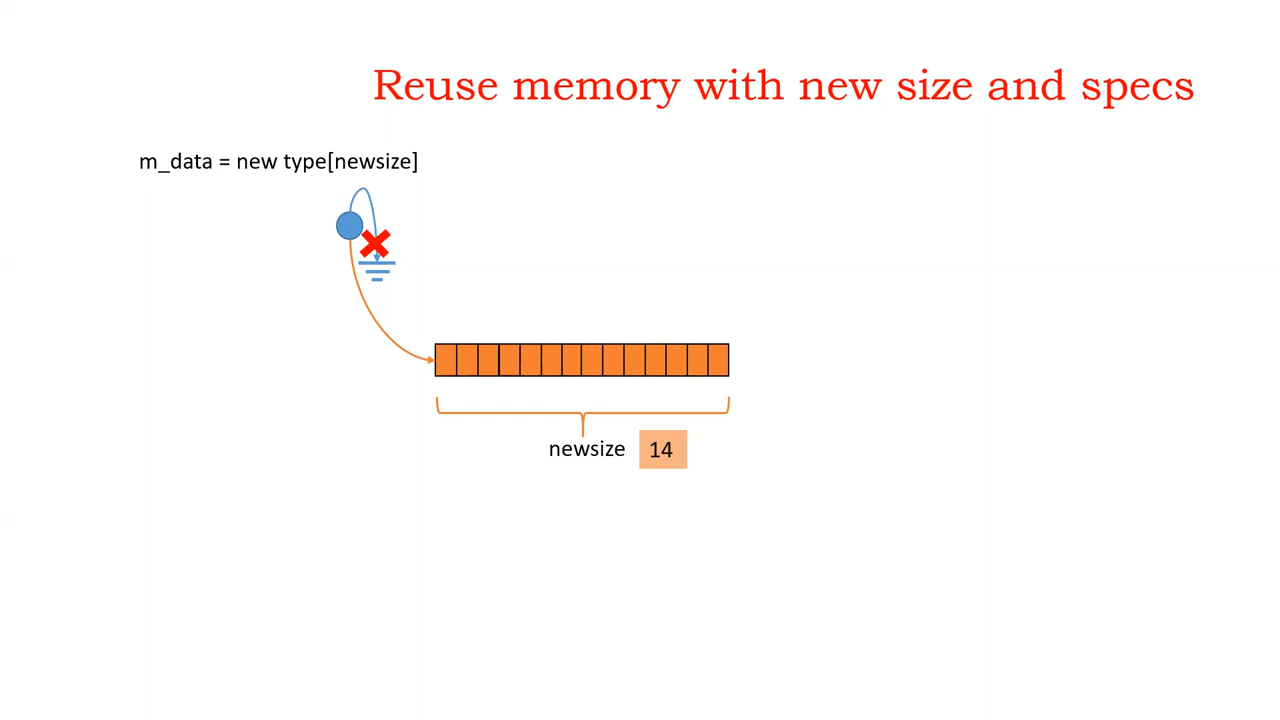 Reuse memory with new size and specs
m_data = new type[newsize]
newsize 14